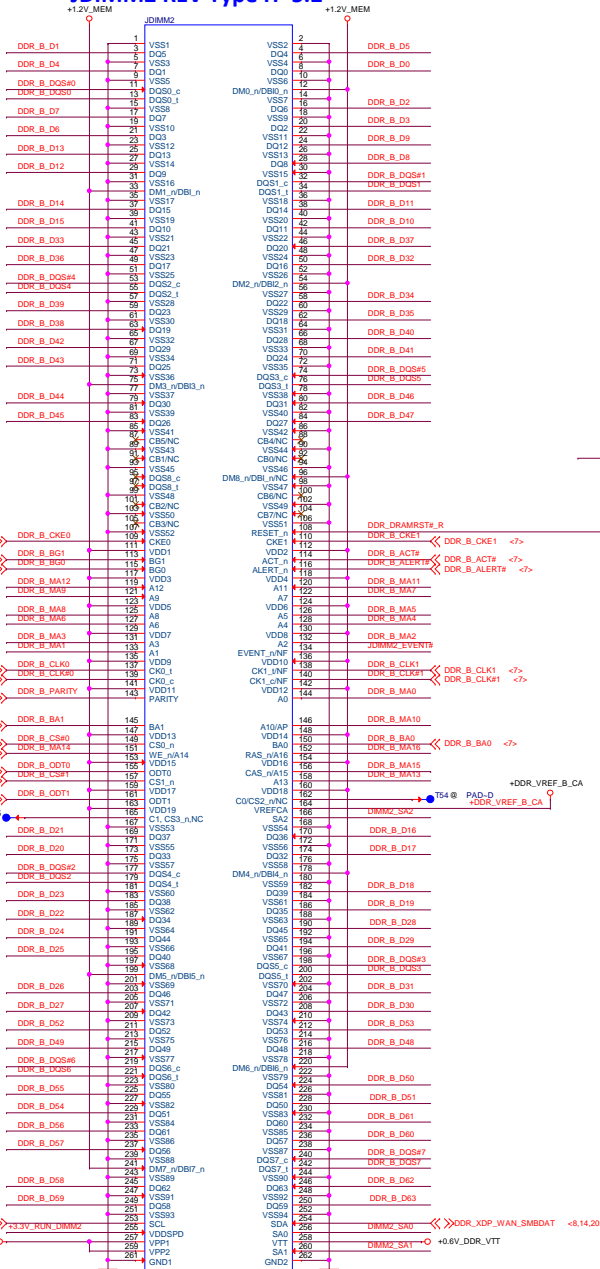 +1.2V_MEM +1.2V_MEM
JDIMM2
1 VSS1 VSS2 2
DDR_B_D1 3 DQ5 DQ4 4 DDR_B_D5
5 VSS3 VSS4 6
DDR_B_D4 7 DQ1 DQ0 8 DDR_B_D0
9 VSS5 VSS6 10
DDR_B_DQS#0 11 DQS0_c DM0_n/DBI0_n 12
DDR_B_DQS0 13 DQS0_t VSS7 14
15 VSS8 DQ6 16 DDR_B_D2
DDR_B_D7 17 DQ7 VSS9 18
19 VSS10 DQ2 20 DDR_B_D3
DDR_B_D6 21 DQ3 VSS11 22
23 VSS12 DQ12 24 DDR_B_D9
DDR_B_D13 25 DQ13 VSS13 26
27 VSS14 DQ8 28 DDR_B_D8
DDR_B_D12 29 DQ9 VSS15 30
31 VSS16 DQS1_c 32 DDR_B_DQS#1
33 DM1_n/DBI_n DQS1_t 34 DDR_B_DQS1
35 VSS17 VSS18 36
DDR_B_D14 37 DQ15 DQ14 38 DDR_B_D11
39 VSS19 VSS20 40
DDR_B_D15 41 DQ10 DQ11 42 DDR_B_D10
43 VSS21 VSS22 44
DDR_B_D33 45 DQ21 DQ20 46 DDR_B_D37
47 VSS23 VSS24 48
DDR_B_D36 49 DQ17 DQ16 50 DDR_B_D32
51 VSS25 VSS26 52
DDR_B_DQS#4 53 DQS2_c DM2_n/DBI2_n 54
DDR_B_DQS4 55 DQS2_t VSS27 56
57 VSS28 DQ22 58 DDR_B_D34
DDR_B_D39 59 DQ23 VSS29 60
61 VSS30 DQ18 62 DDR_B_D35
DDR_B_D38 63 DQ19 VSS31 64
65 VSS32 DQ28 66 DDR_B_D40
DDR_B_D42 67 DQ29 VSS33 68
69 VSS34 DQ24 70 DDR_B_D41
DDR_B_D43 71 DQ25 VSS35 72
73 VSS36 DQS3_c 74 DDR_B_DQS#5
75 DM3_n/DBI3_n DQS3_t 76 DDR_B_DQS5
77 VSS37 VSS38 78
DDR_B_D44 79 DQ30 DQ31 80 DDR_B_D46
81 VSS39 VSS40 82
DDR_B_D45 83 DQ26 DQ27 84 DDR_B_D47
85 VSS41 VSS42 86
87 CB5/NC CB4/NC 88
89 VSS43 VSS44 90
91 CB1/NC CB0/NC 92
93 VSS45 VSS46 94
95 DQS8_c DM8_n/DBI_n/NC 96
97 DQS8_t VSS47 98
99 VSS48 CB6/NC 100
101 CB2/NC VSS49 102
103 VSS50 CB7/NC 104
105 CB3/NC VSS51 106
107 VSS52 RESET_n 108 DDR_DRAMRST#_R
DDR_B_CKE0 109 CKE0 CKE1 110 DDR_B_CKE1 DDR_B_CKE1 <7>
111 VDD1 VDD2 112
DDR_B_BG1 113 BG1 ACT_n 114 DDR_B_ACT# DDR_B_ACT# <7>
DDR_B_BG0 115 BG0 ALERT_n 116 DDR_B_ALERT# DDR_B_ALERT# <7>
117 VDD3 VDD4 118
DDR_B_MA12 119 A12 A11 120 DDR_B_MA11
DDR_B_MA9 121 A9 A7 122 DDR_B_MA7
123 VDD5 VDD6 124
DDR_B_MA8 125 A8 A5 126 DDR_B_MA5
DDR_B_MA6 127 A6 A4 128 DDR_B_MA4
129 VDD7 VDD8 130
DDR_B_MA3 131 A3 A2 132 DDR_B_MA2
DDR_B_MA1 133 A1 EVENT_n/NF 134 JDIMM2_EVENT#
135 VDD9 VDD10 136
DDR_B_CLK0 137 CK0_t CK1_t/NF 138 DDR_B_CLK1 DDR_B_CLK1 <7>
DDR_B_CLK#0 139 CK0_c CK1_c/NF 140 DDR_B_CLK#1 DDR_B_CLK#1 <7>
141 VDD11 VDD12 142
DDR_B_PARITY 143 PARITY A0 144 DDR_B_MA0
DDR_B_BA1 145 BA1 A10/AP 146 DDR_B_MA10
147 VDD13 VDD14 148
DDR_B_CS#0 149 CS0_n BA0 150 DDR_B_BA0 DDR_B_BA0 <7>
DDR_B_MA14 151 WE_n/A14 RAS_n/A16 152 DDR_B_MA16
153 VDD15 VDD16 154
DDR_B_ODT0 155 ODT0 CAS_n/A15 156 DDR_B_MA15
DDR_B_CS#1 157 CS1_n A13 158 DDR_B_MA13
159 VDD17 VDD18 160 +DDR_VREF_B_CA
DDR_B_ODT1 161 ODT1 C0/CS2_n/NC 162 T54 @ PAD~D
163 VDD19 VREFCA 164 +DDR_VREF_B_CA
165 C1, CS3_n,NC SA2 166 DIMM2_SA2
167 VSS53 VSS54 168
DDR_B_D21 169 DQ37 DQ36 170 DDR_B_D16
171 VSS55 VSS56 172
DDR_B_D20 173 DQ33 DQ32 174 DDR_B_D17
175 VSS57 VSS58 176
DDR_B_DQS#2 177 DQS4_c DM4_n/DBI4_n 178
DDR_B_DQS2 179 DQS4_t VSS59 180
181 VSS60 DQ39 182 DDR_B_D18
DDR_B_D23 183 DQ38 VSS61 184
185 VSS62 DQ35 186 DDR_B_D19
DDR_B_D22 187 DQ34 VSS63 188
189 VSS64 DQ45 190 DDR_B_D28
DDR_B_D24 191 DQ44 VSS65 192
193 VSS66 DQ41 194 DDR_B_D29
DDR_B_D25 195 DQ40 VSS67 196
197 VSS68 DQS5_c 198 DDR_B_DQS#3
199 DM5_n/DBI5_n DQS5_t 200 DDR_B_DQS3
201 VSS69 VSS70 202
DDR_B_D26 203 DQ46 DQ47 204 DDR_B_D31
205 VSS71 VSS72 206
DDR_B_D27 207 DQ42 DQ43 208 DDR_B_D30
209 VSS73 VSS74 210
DDR_B_D52 211 DQ52 DQ53 212 DDR_B_D53
213 VSS75 VSS76 214
DDR_B_D49 215 DQ49 DQ48 216 DDR_B_D48
217 VSS77 VSS78 218
DDR_B_DQS#6 219 DQS6_c DM6_n/DBI6_n 220
DDR_B_DQS6 221 DQS6_t VSS79 222
223 VSS80 DQ54 224 DDR_B_D50
DDR_B_D55 225 DQ55 VSS81 226
227 VSS82 DQ50 228 DDR_B_D51
DDR_B_D54 229 DQ51 VSS83 230
231 VSS84 DQ60 232 DDR_B_D61
DDR_B_D56 233 DQ61 VSS85 234
235 VSS86 DQ57 236 DDR_B_D60
DDR_B_D57 237 DQ56 VSS87 238
239 VSS88 DQS7_c 240 DDR_B_DQS#7
241 DM7_n/DBI7_n DQS7_t 242 DDR_B_DQS7
243 VSS89 VSS90 244
DDR_B_D58 245 DQ62 DQ63 246 DDR_B_D62
247 VSS91 VSS92 248
DDR_B_D59 249 DQ58 DQ59 250 DDR_B_D63
251 VSS93 VSS94 252
253 SCL SDA 254 DDR_XDP_WAN_SMBDAT <8,14,20
+3.3V_RUN_DIMM2 255 VDDSPD SA0 256 DIMM2_SA0
257 VPP1 VTT 258 +0.6V_DDR_VTT
259 VPP2 SA1 260 DIMM2_SA1
261 GND1 GND2 262